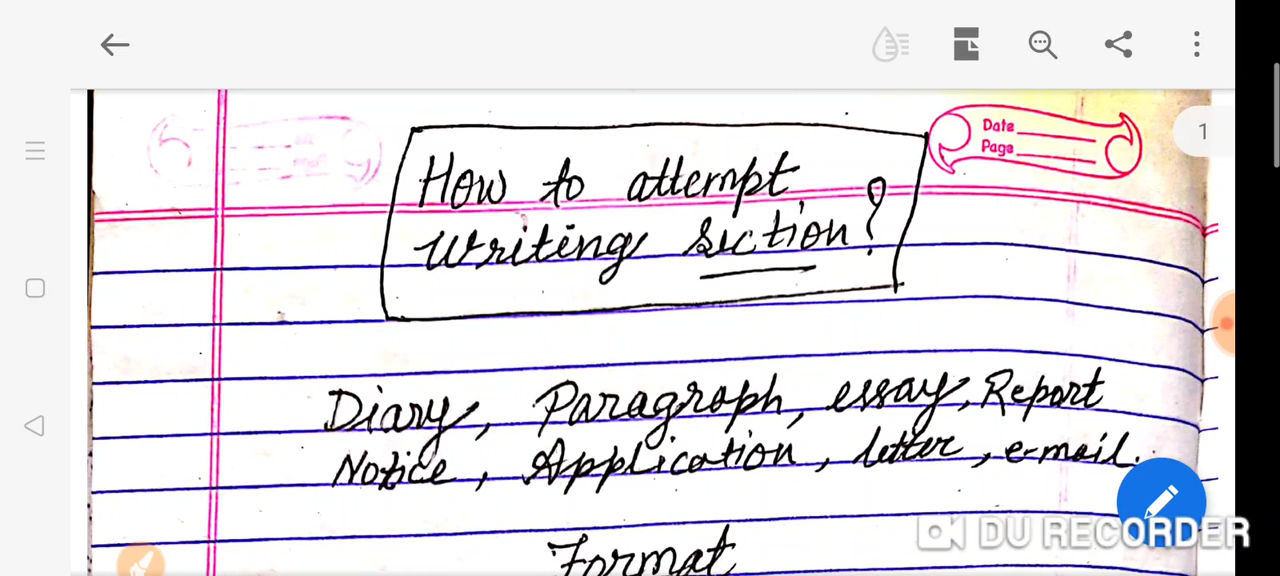 1
Date
Page
How to attempt
writing section?
Diary, Paragraph, essay, Report
Notice, Application, letter, e-mail.
Format
DU RECORDER